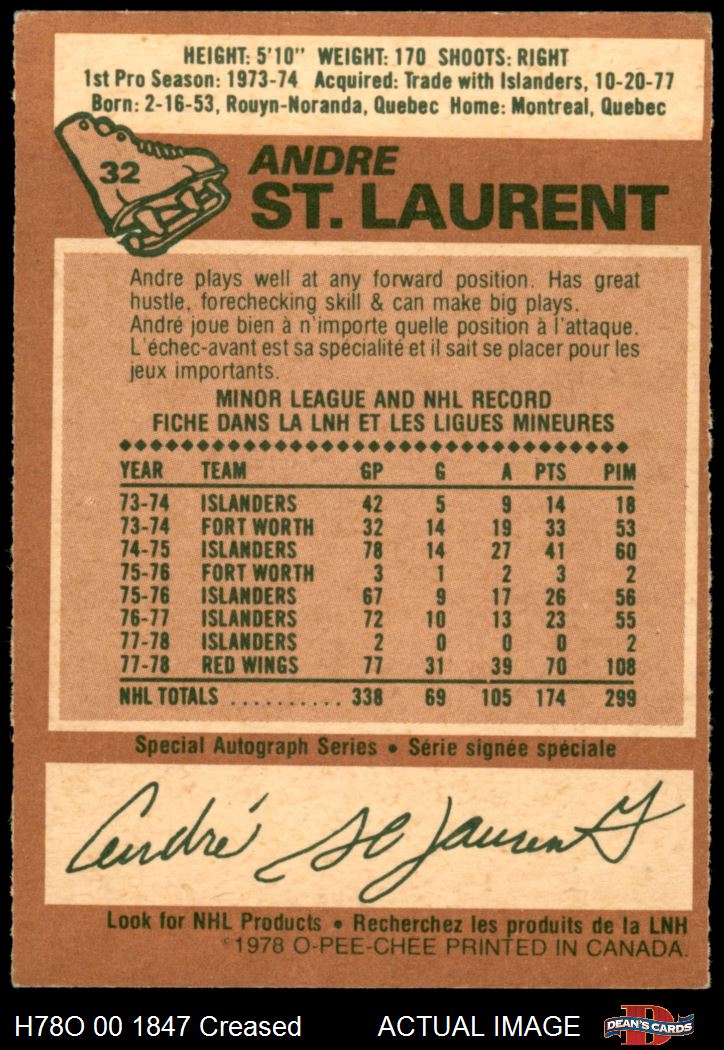 HEIGHT: 5'10" WEIGHT: 170 SHOOTS: RIGHT
1st Pro Season: 1973-74 Acquired: Trade with Islanders, 10-20-77
Born: 2-16-53, Rouyn-Noranda, Quebec Home: Montreal, Quebec
32
ANDRE
ST. LAURENT
Andre plays well at any forward position. Has great
hustle, forechecking skill & can make big plays.
André joue bien à n'importe quelle position à l'attaque.
L'échec-avant est sa spécialité et il sait se placer pour les
jeux importants.
MINOR LEAGUE AND NHL RECORD
FICHE DANS LA LNH ET LES LIGUES MINEURES
YEAR TEAM GP G A PTS PIM
73-74 ISLANDERS 42 5 9 14 18
73-74 FORT WORTH 32 14 19 33 53
74-75 ISLANDERS 78 14 27 41 60
75-76 FORT WORTH 3 1 2 3 2
75-76 ISLANDERS 67 9 17 26 56
76-77 ISLANDERS 72 10 13 23 55
77-78 ISLANDERS 2 0 0 0 2
77-78 RED WINGS 77 31 39 70 108
NHL TOTALS .......... 338 69 105 174 299
Special Autograph Series • Série signée spéciale
André St Laurent
Look for NHL Products • Recherchez les produits de la LNH
©1978 O-PEE-CHEE PRINTED IN CANADA.
H78O 00 1847 Creased ACTUAL IMAGE D DEAN'S CARDS